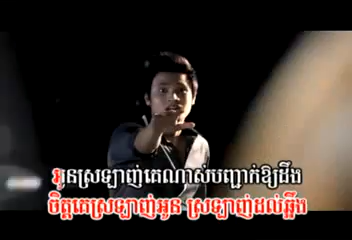 អូនស្រឡាញ់គេណាស់បញ្ជាក់ឱ្យដឹង
ចិត្តគេស្រឡាញ់អូន ស្រឡាញ់ដល់ឆ្អឹង